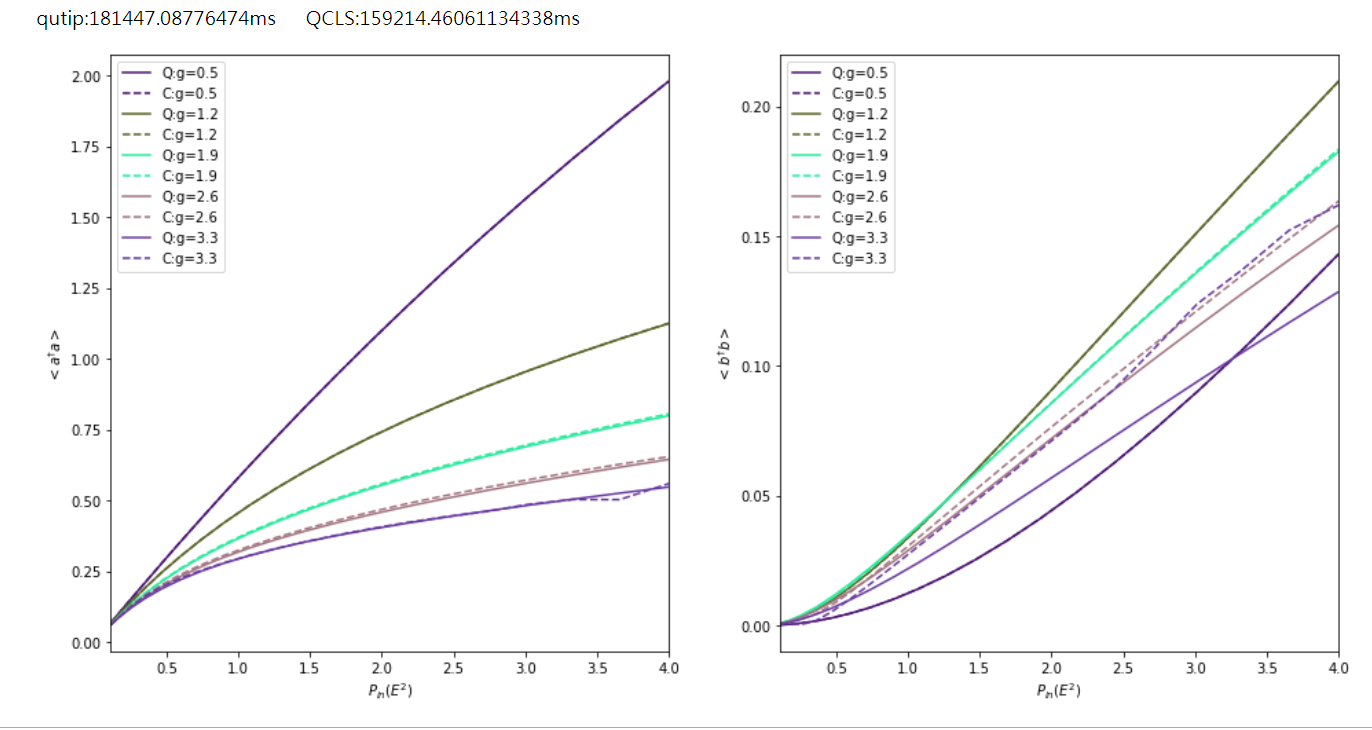 qutip:181447.08776474ms QCLS:159214.46061134338ms
Q:g=0.5
C:g=0.5
Q:g=1.2
C:g=1.2
Q:g=1.9
C:g=1.9
Q:g=2.6
C:g=2.6
Q:g=3.3
C:g=3.3
2.00
1.75
1.50
1.25
1.00
0.75
0.50
0.25
0.00
< a†a >
0.5 1.0 1.5 2.0 2.5 3.0 3.5 4.0
P_in(E²)
Q:g=0.5
C:g=0.5
Q:g=1.2
C:g=1.2
Q:g=1.9
C:g=1.9
Q:g=2.6
C:g=2.6
Q:g=3.3
C:g=3.3
0.20
0.15
0.10
0.05
0.00
< b†b >
0.5 1.0 1.5 2.0 2.5 3.0 3.5 4.0
P_in(E²)